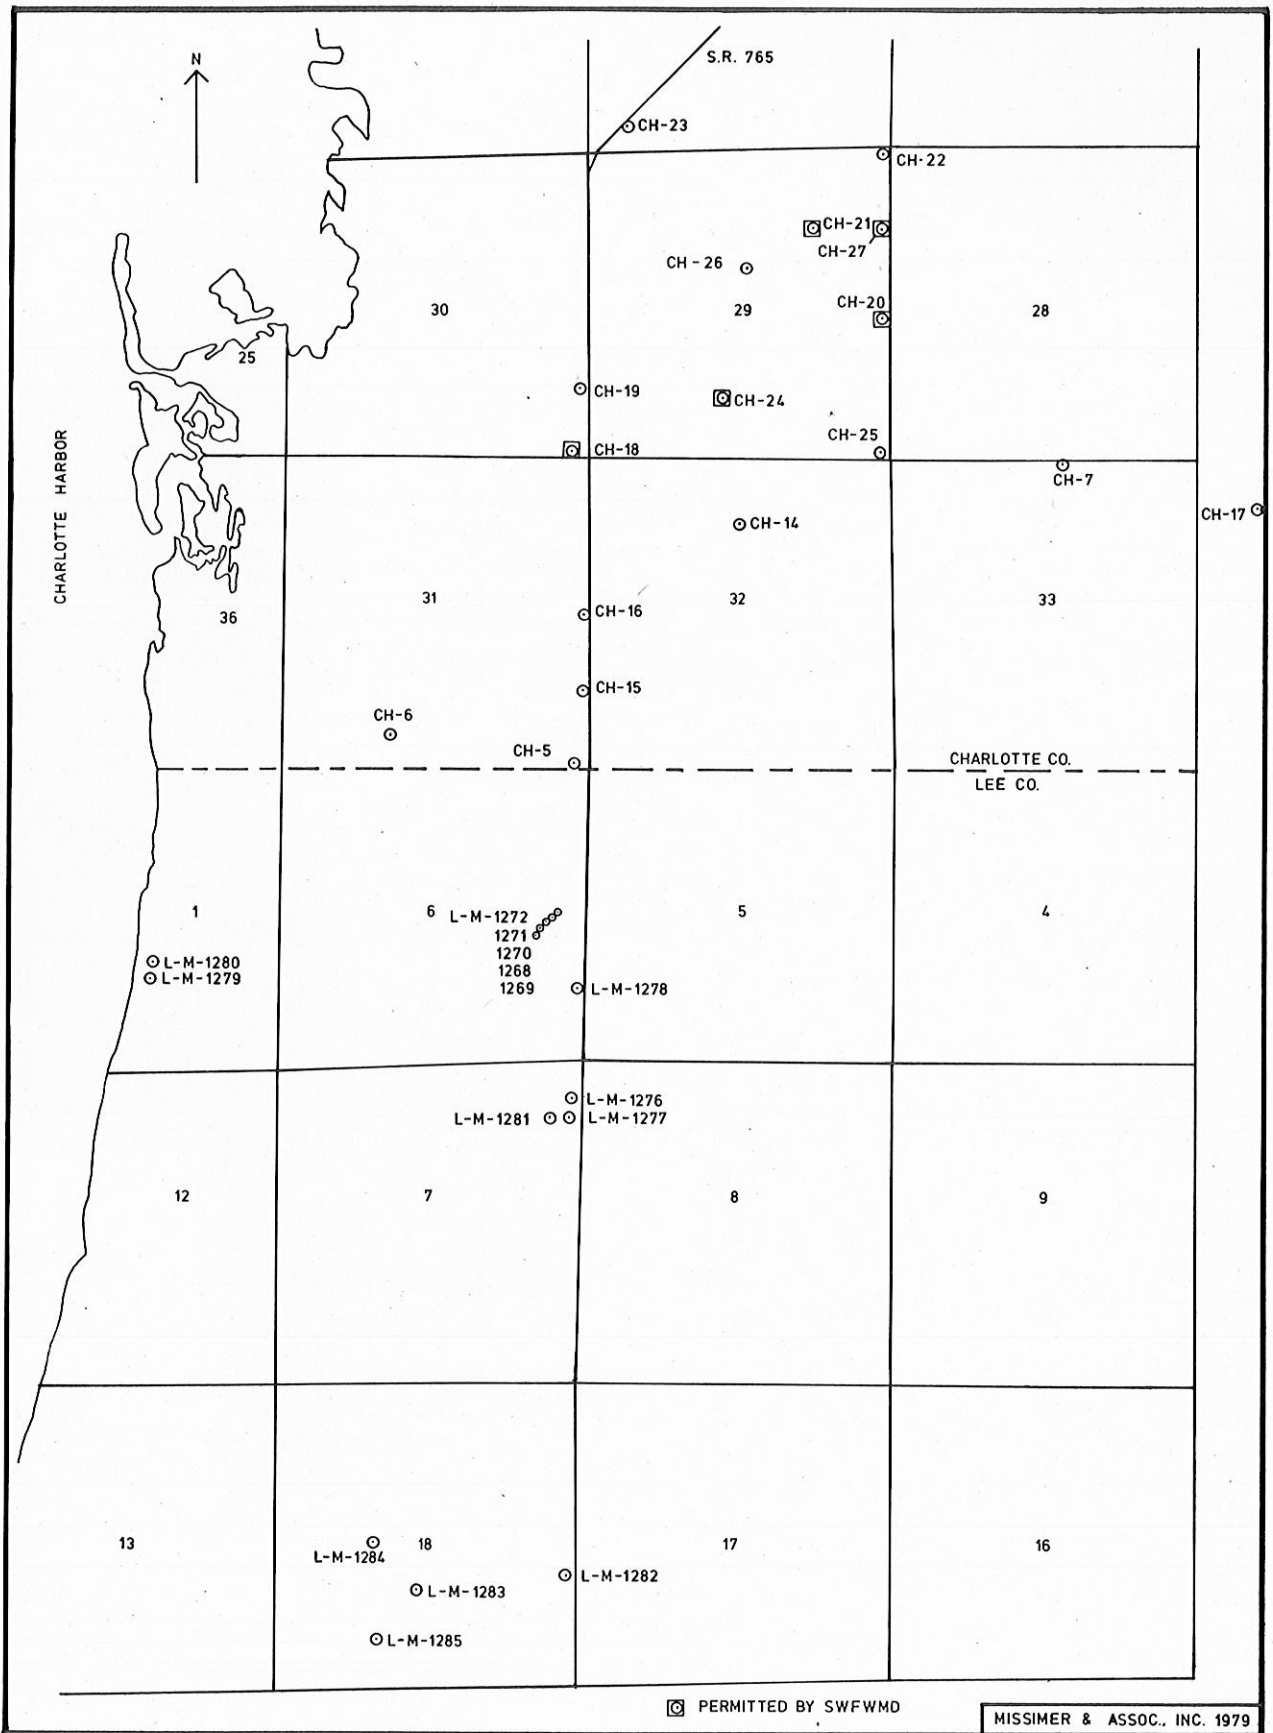 N
S.R. 765
CH-23
CH-22
CH-21
CH-27
CH-26
CH-20
30
29
28
25
CH-19
CH-24
CH-25
CH-18
CH-7
CH-17
CHARLOTTE HARBOR
CH-14
31
32
33
CH-16
36
CH-15
CH-6
CH-5
CHARLOTTE CO.
LEE CO.
1
6
L-M-1272
1271
1270
1268
1269
5
4
L-M-1280
L-M-1279
L-M-1278
L-M-1276
L-M-1281
L-M-1277
12
7
8
9
13
18
17
16
L-M-1284
L-M-1282
L-M-1283
L-M-1285
PERMITTED BY SWFWMD
MISSIMER & ASSOC., INC. 1979